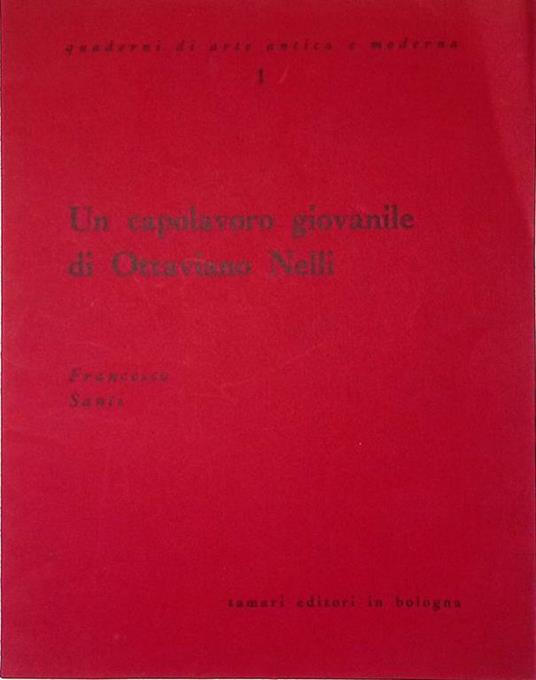 quaderni di arte antica e moderna
1
Un capolavoro giovanile
di Ottaviano Nelli
Francesco
Santi
tamari editori in bologna